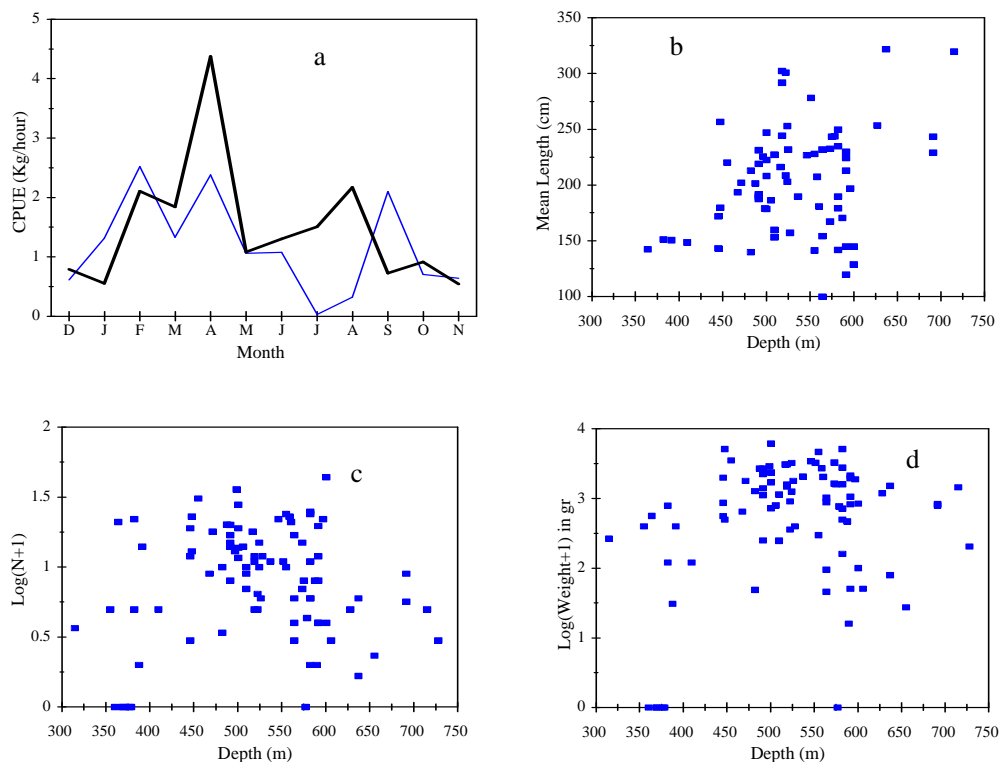 a
CPUE (Kg/hour)
5
4
3
2
1
0
D J F M A M J J A S O N
Month
b
Mean Length (cm)
350
300
250
200
150
100
300 350 400 450 500 550 600 650 700 750
Depth (m)
c
Log(N+1)
2
1.5
1
0.5
0
300 350 400 450 500 550 600 650 700 750
Depth (m)
d
Log(Weight+1) in gr
4
3
2
1
0
300 350 400 450 500 550 600 650 700 750
Depth (m)